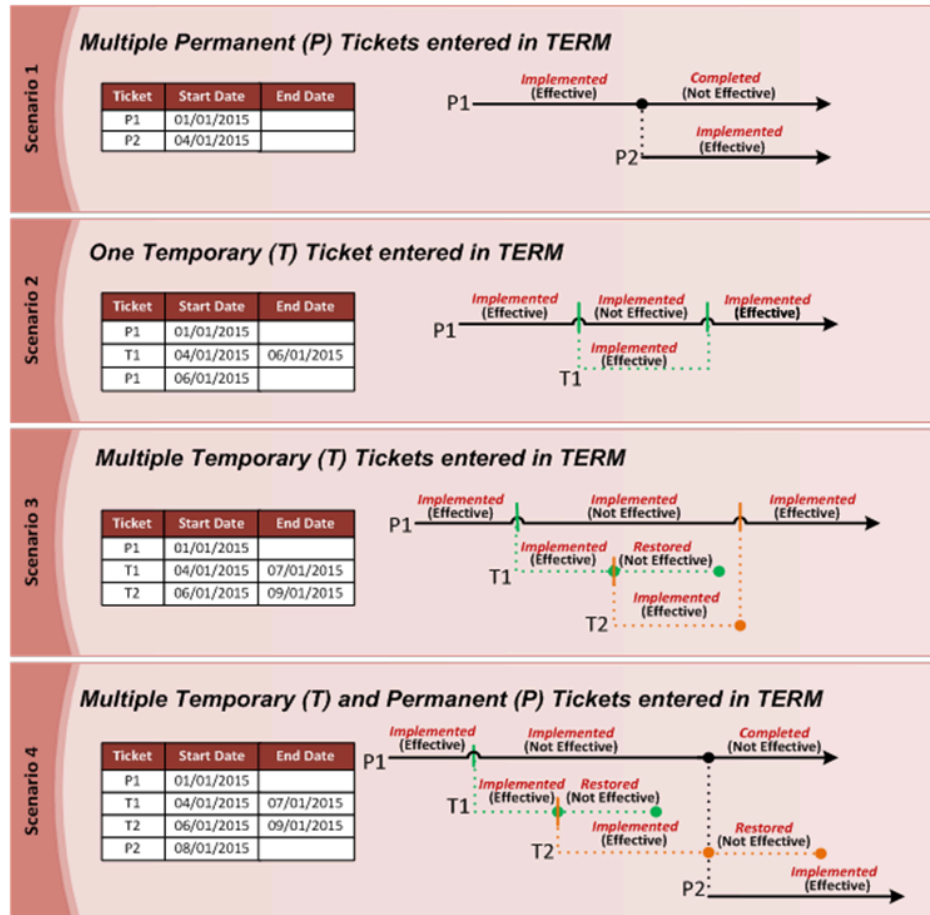 Scenario 1
Multiple Permanent (P) Tickets entered in TERM
Ticket Start Date End Date
P1 01/01/2015
P2 04/01/2015
Implemented Completed
(Effective) (Not Effective)
P1
Implemented
(Effective)
P2
Scenario 2
One Temporary (T) Ticket entered in TERM
Ticket Start Date End Date
P1 01/01/2015
T1 04/01/2015 06/01/2015
P1 06/01/2015
Implemented Implemented Implemented
(Effective) (Not Effective) (Effective)
P1
Implemented
(Effective)
T1
Scenario 3
Multiple Temporary (T) Tickets entered in TERM
Ticket Start Date End Date
P1 01/01/2015
T1 04/01/2015 07/01/2015
T2 06/01/2015 09/01/2015
Implemented Implemented Implemented
(Effective) (Not Effective) (Effective)
P1
Implemented Restored
(Effective) (Not Effective)
T1
Implemented
(Effective)
T2
Scenario 4
Multiple Temporary (T) and Permanent (P) Tickets entered in TERM
Ticket Start Date End Date
P1 01/01/2015
T1 04/01/2015 07/01/2015
T2 06/01/2015 09/01/2015
P2 08/01/2015
Implemented Implemented Completed
(Effective) (Not Effective) (Not Effective)
P1
Implemented Restored
(Effective) (Not Effective)
T1
Implemented Restored
(Effective) (Not Effective)
T2
Implemented
(Effective)
P2